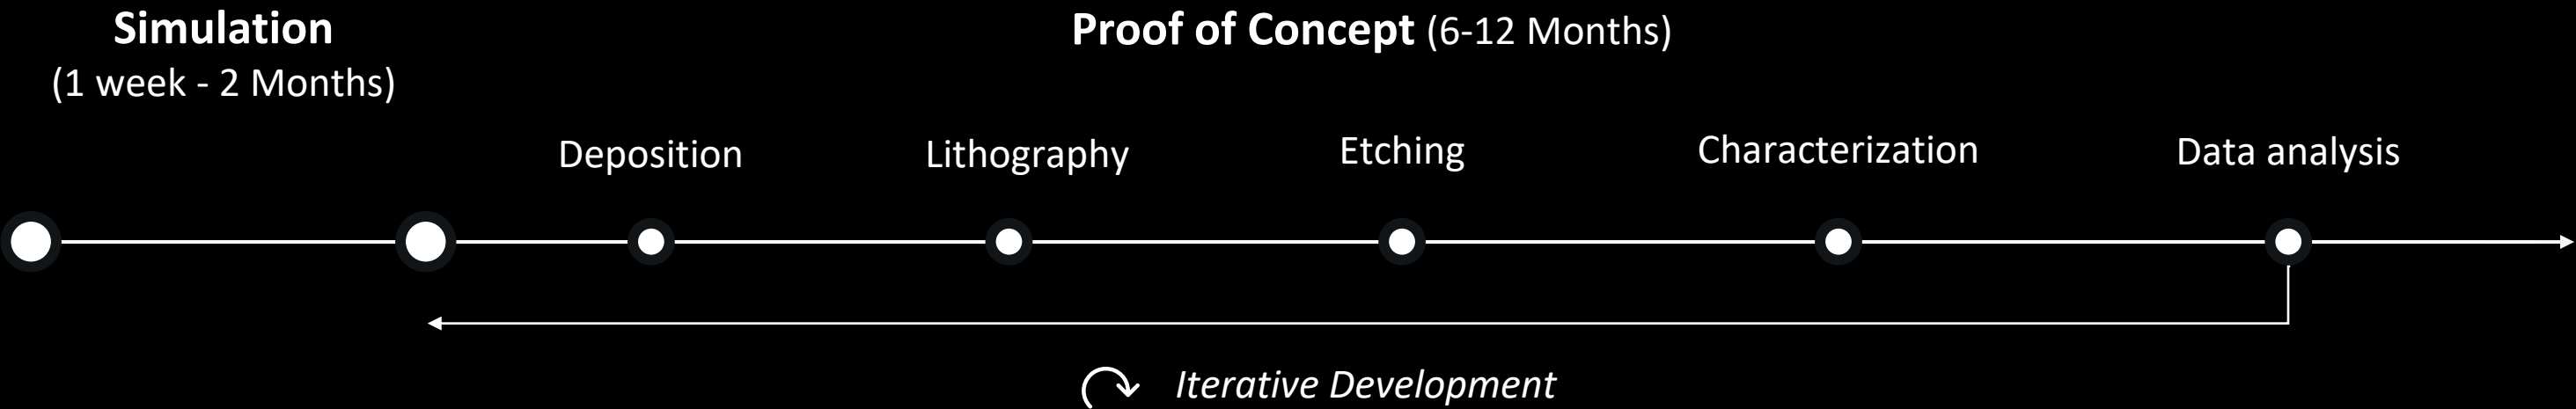 Simulation
(1 week - 2 Months)
Proof of Concept (6-12 Months)
Deposition
Lithography
Etching
Characterization
Data analysis
Iterative Development